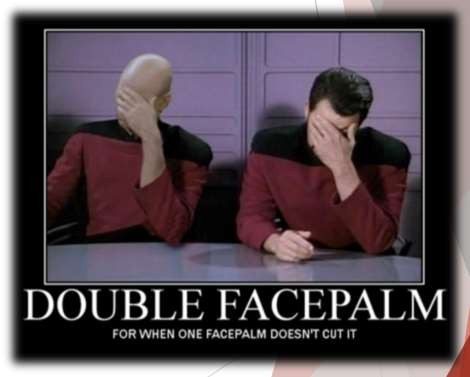 DOUBLE FACEPALM
FOR WHEN ONE FACEPALM DOESN'T CUT IT